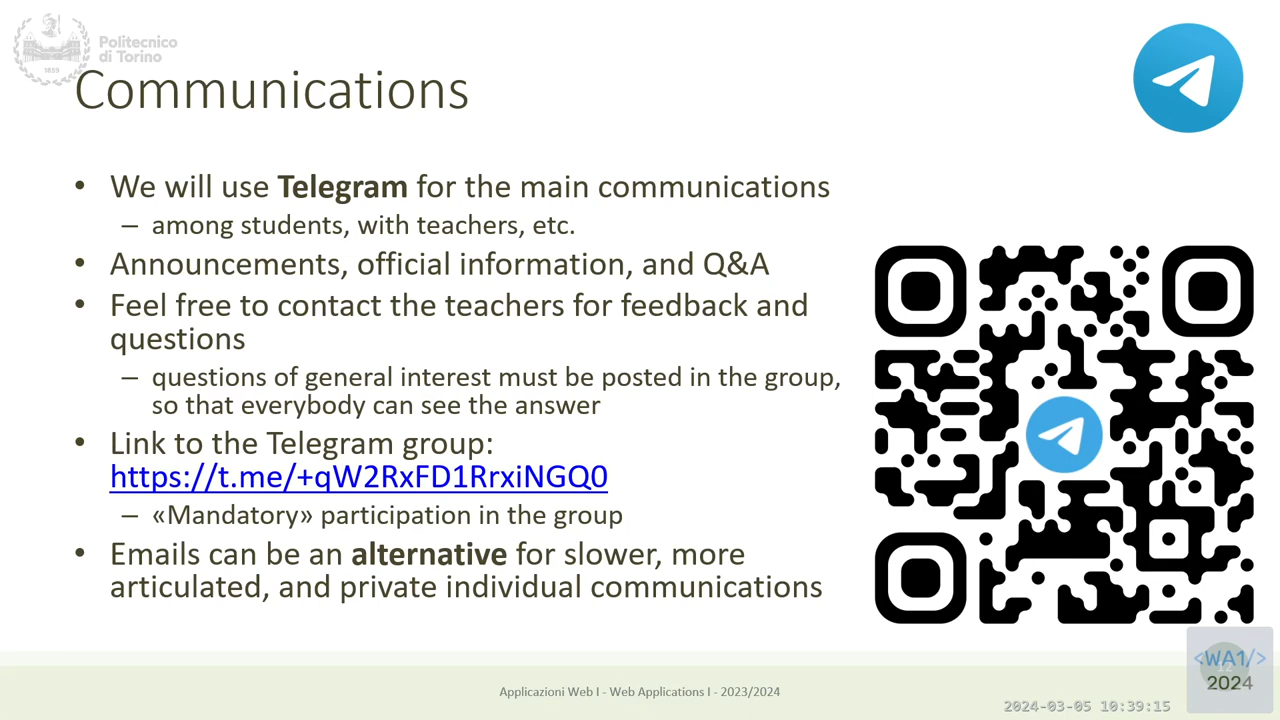 Politecnico
di Torino
1859
Communications
• We will use Telegram for the main communications
– among students, with teachers, etc.
• Announcements, official information, and Q&A
• Feel free to contact the teachers for feedback and
questions
– questions of general interest must be posted in the group,
so that everybody can see the answer
• Link to the Telegram group:
https://t.me/+qW2RxFD1RrxiNGQ0
– «Mandatory» participation in the group
• Emails can be an alternative for slower, more
articulated, and private individual communications
Applicazioni Web I - Web Applications I - 2023/2024
<WA1/>
12
2024
2024-03-05 10:39:15